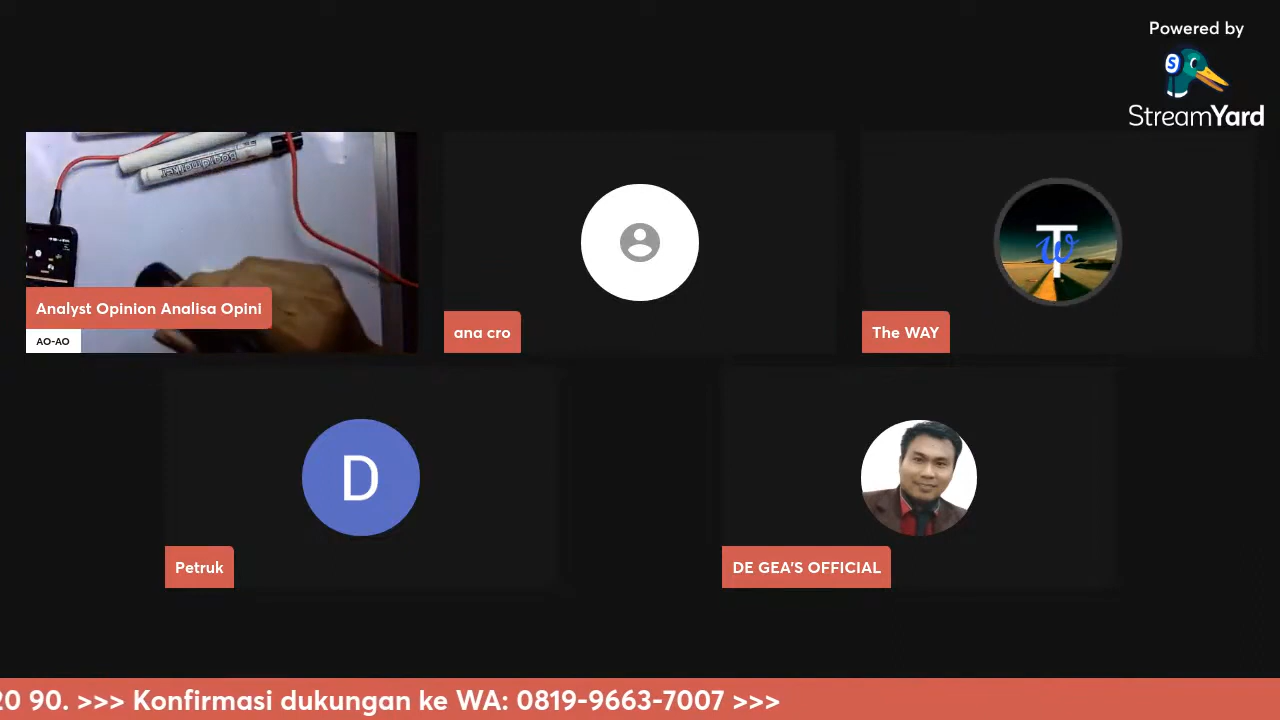 Powered by
S
StreamYard
Boardmarker
Analyst Opinion Analisa Opini
AO-AO
ana cro
T
w
The WAY
D
Petruk
DE GEA'S OFFICIAL
20 90. >>> Konfirmasi dukungan ke WA: 0819-9663-7007 >>>